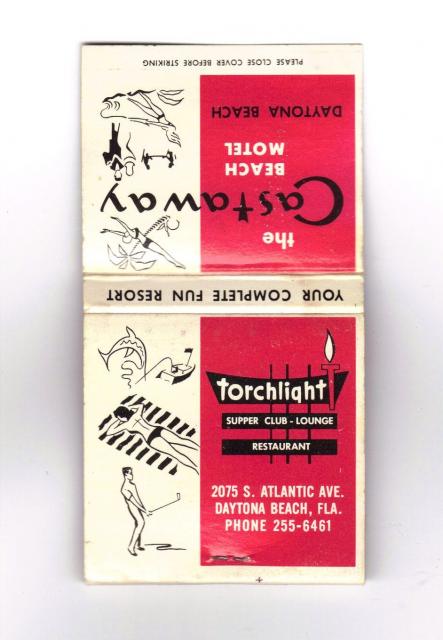 PLEASE CLOSE COVER BEFORE STRIKING
the
Castaway
BEACH
MOTEL
DAYTONA BEACH
YOUR COMPLETE FUN RESORT
torchlight
SUPPER CLUB - LOUNGE
RESTAURANT
2075 S. ATLANTIC AVE.
DAYTONA BEACH, FLA.
PHONE 255-6461